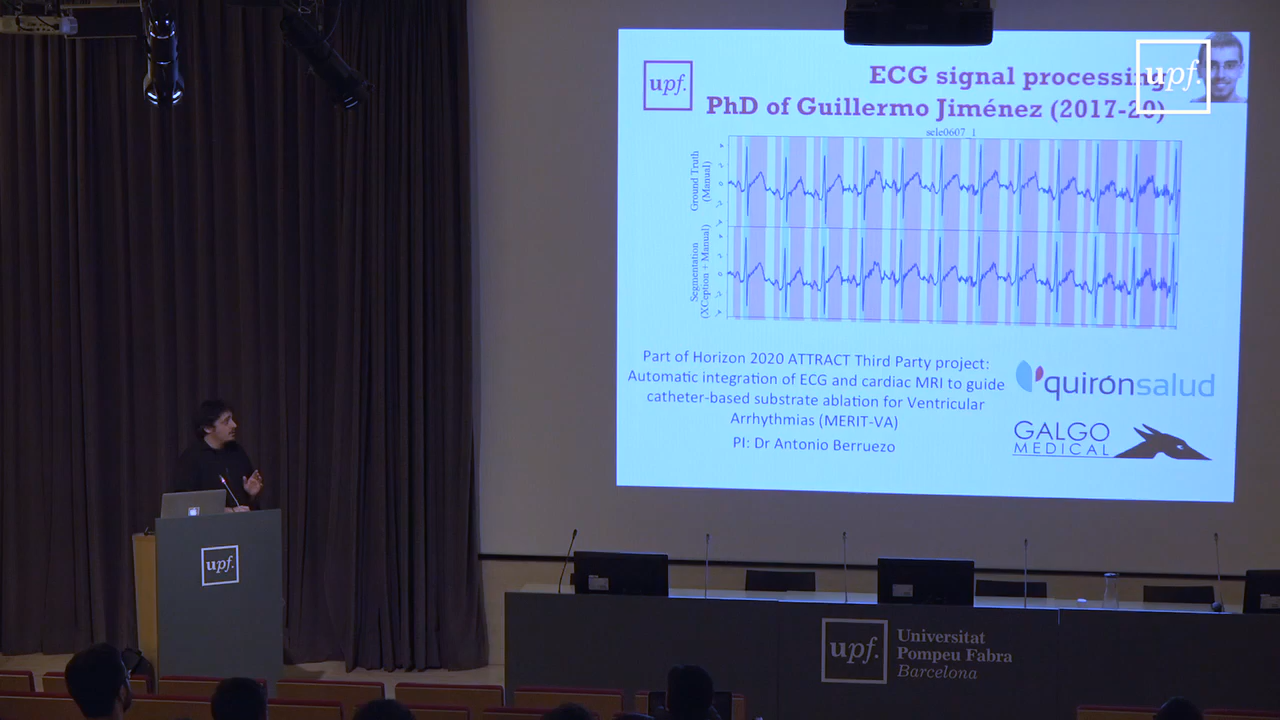 upf.
upf.
ECG signal processing
PhD of Guillermo Jiménez (2017-20)
sele0607_1
Ground Truth
(Manual)
Segmentation
(XCeption + Manual)
Part of Horizon 2020 ATTRACT Third Party project:
Automatic integration of ECG and cardiac MRI to guide
catheter-based substrate ablation for Ventricular
Arrhythmias (MERIT-VA)
PI: Dr Antonio Berruezo
quirónsalud
GALGO
MEDICAL
upf.
upf.
Universitat
Pompeu Fabra
Barcelona